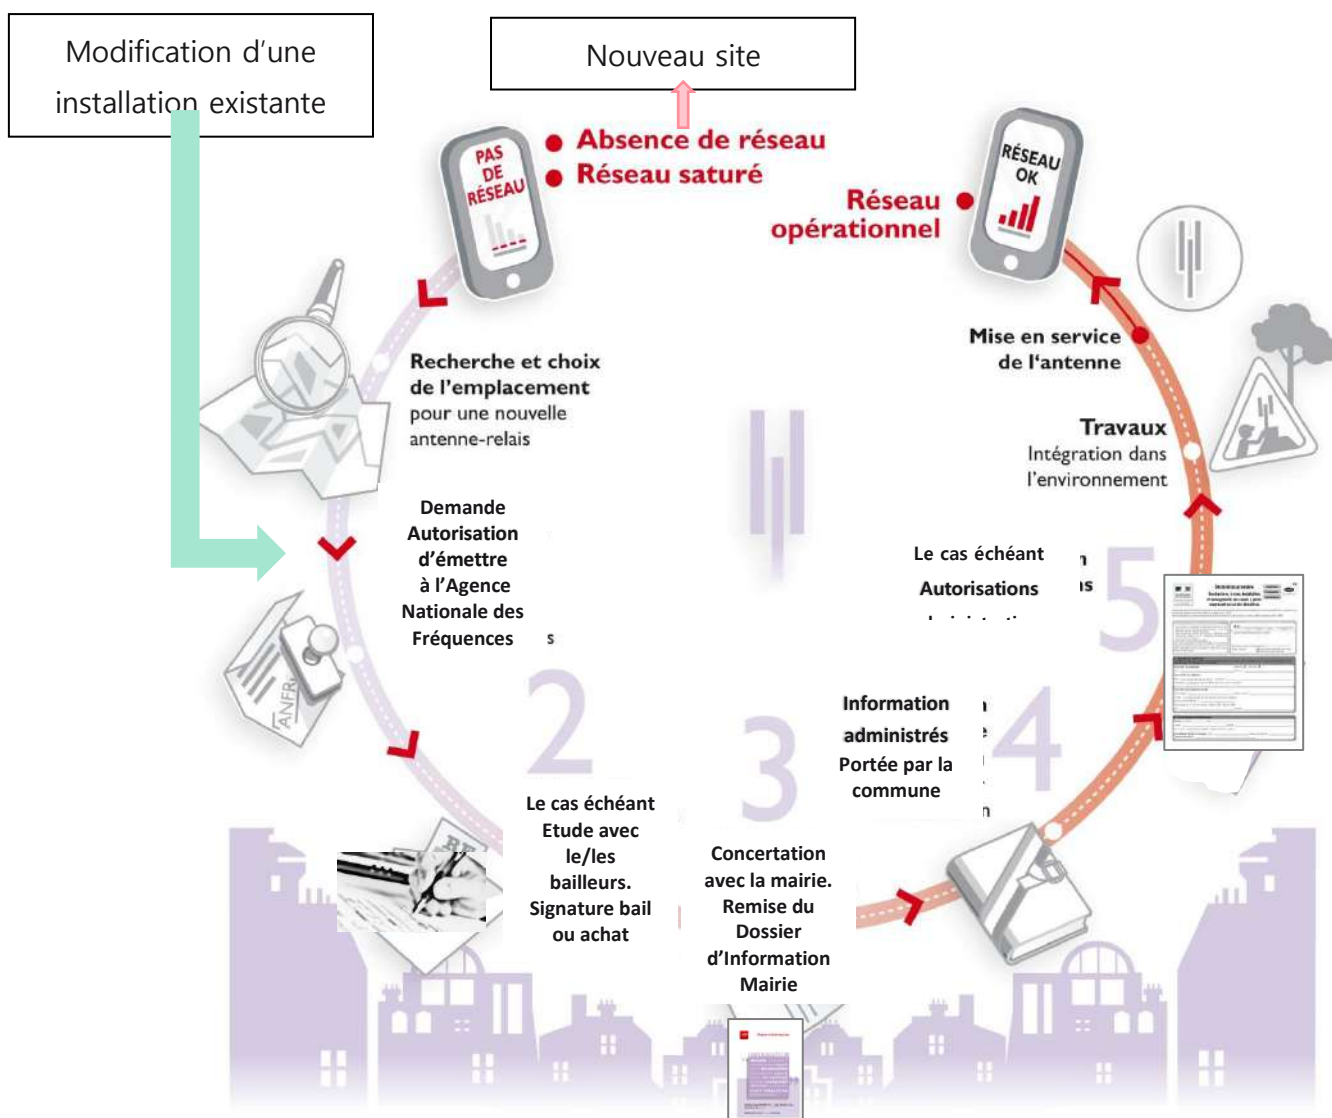 Modification d'une
installation existante
Nouveau site
PAS
DE
RÉSEAU
Absence de réseau
Réseau saturé
RÉSEAU
OK
Réseau
opérationnel
Recherche et choix
de l'emplacement
pour une nouvelle
antenne-relais
Mise en service
de l'antenne
Travaux
Intégration dans
l'environnement
Demande
Autorisation
d'émettre
à l'Agence
Nationale des
Fréquences
s
ANFR
2
Le cas échéant
Etude avec
le/les
bailleurs.
Signature bail
ou achat
3
Concertation
avec la mairie.
Remise du
Dossier
d'Information
Mairie
4
Information
administrés
Portée par la
commune
n
5
Le cas échéant
Autorisations
n
ns